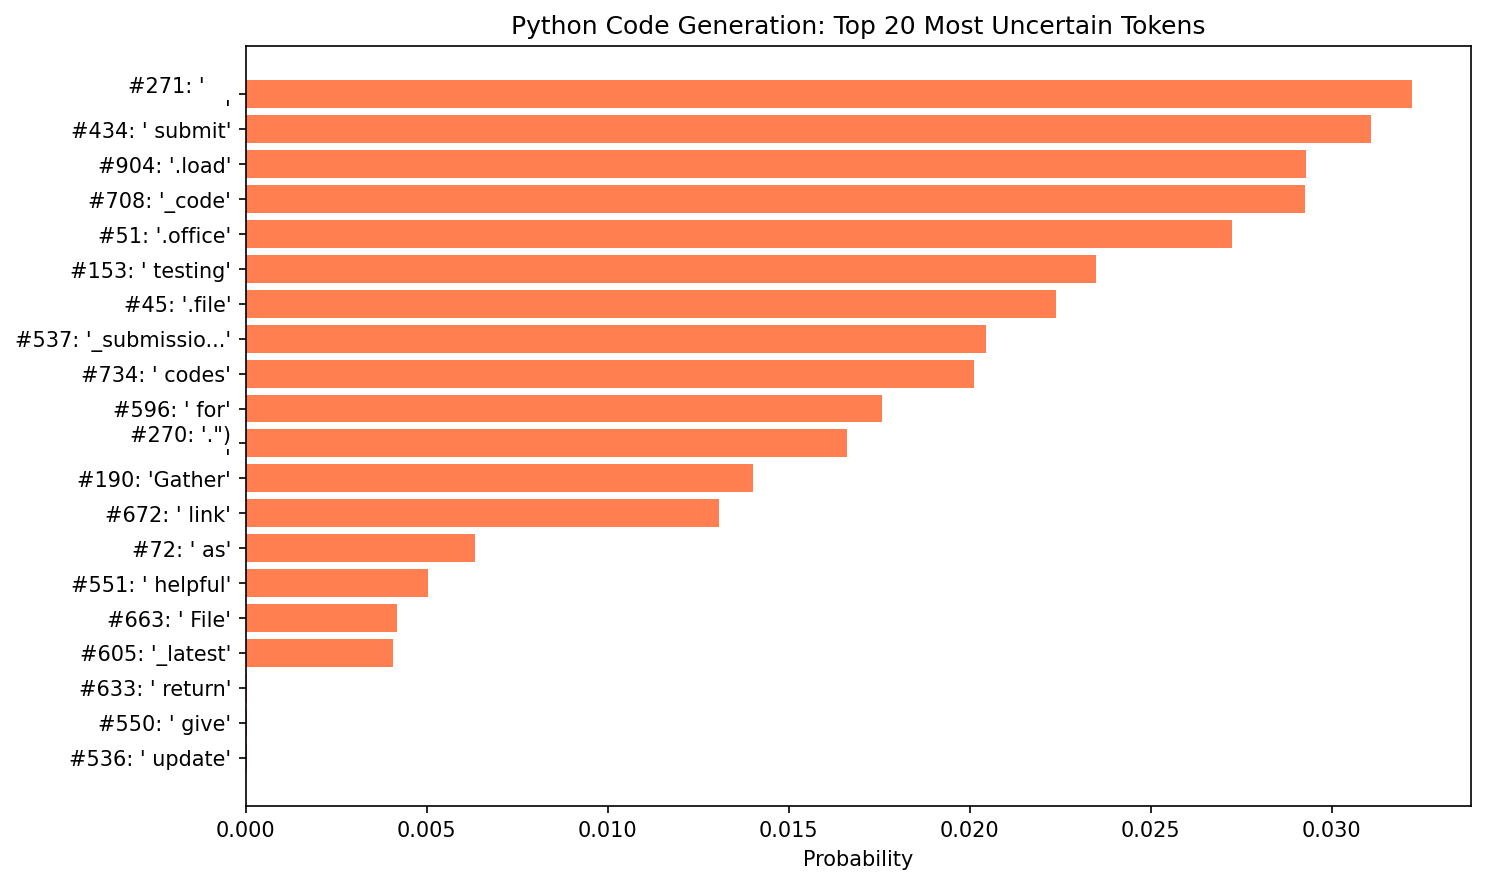 Python Code Generation: Top 20 Most Uncertain Tokens
#271: '
'
#434: ' submit'
#904: '.load'
#708: '_code'
#51: '.office'
#153: ' testing'
#45: '.file'
#537: '_submissio...'
#734: ' codes'
#596: ' for'
#270: '.")
'
#190: 'Gather'
#672: ' link'
#72: ' as'
#551: ' helpful'
#663: ' File'
#605: '_latest'
#633: ' return'
#550: ' give'
#536: ' update'
0.000 0.005 0.010 0.015 0.020 0.025 0.030
Probability